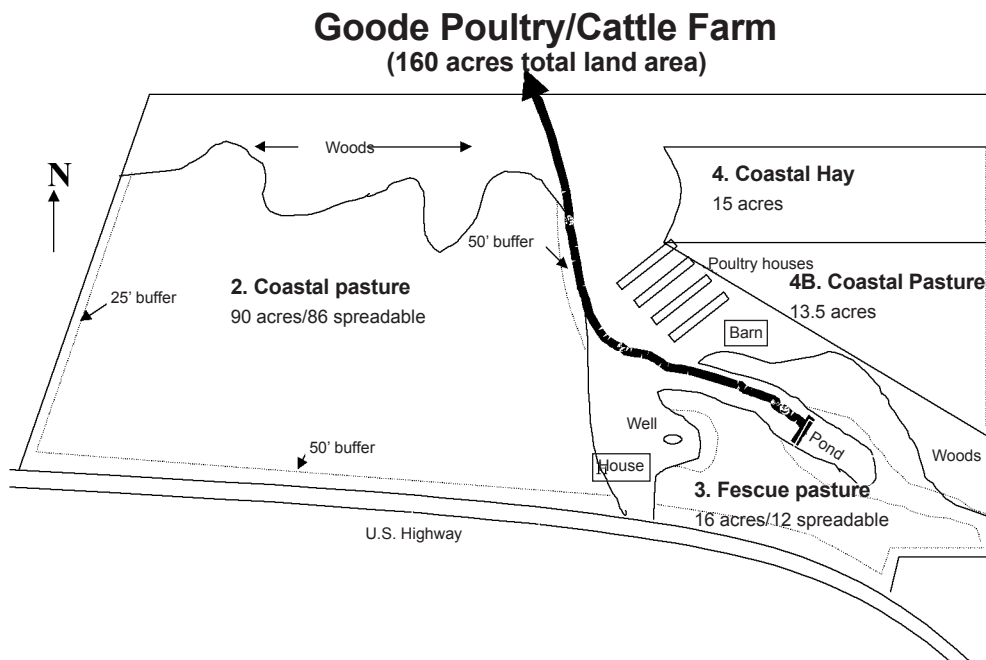 Goode Poultry/Cattle Farm
(160 acres total land area)
Woods
N
4. Coastal Hay
15 acres
50' buffer
Poultry houses
2. Coastal pasture
90 acres/86 spreadable
4B. Coastal Pasture
13.5 acres
25' buffer
Barn
Well
Pond
50' buffer
House
Woods
3. Fescue pasture
16 acres/12 spreadable
U.S. Highway